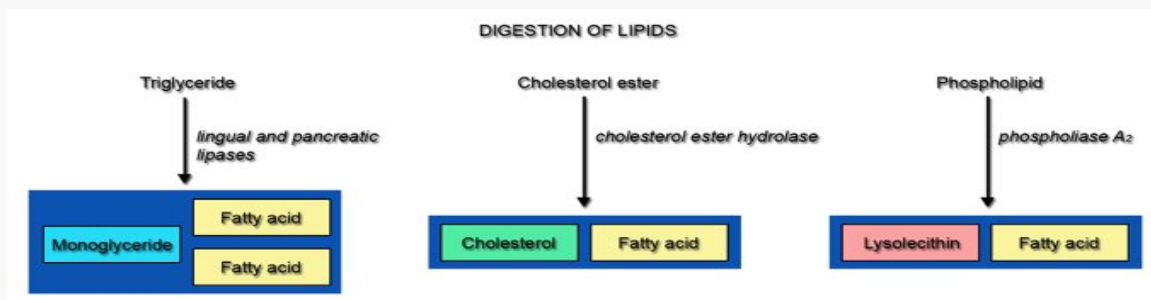 DIGESTION OF LIPIDS
Triglyceride
Cholesterol ester
Phospholipid
lingual and pancreatic
lipases
cholesterol ester hydrolase
phospholiase A₂
Monoglyceride
Fatty acid
Fatty acid
Cholesterol
Fatty acid
Lysolecithin
Fatty acid